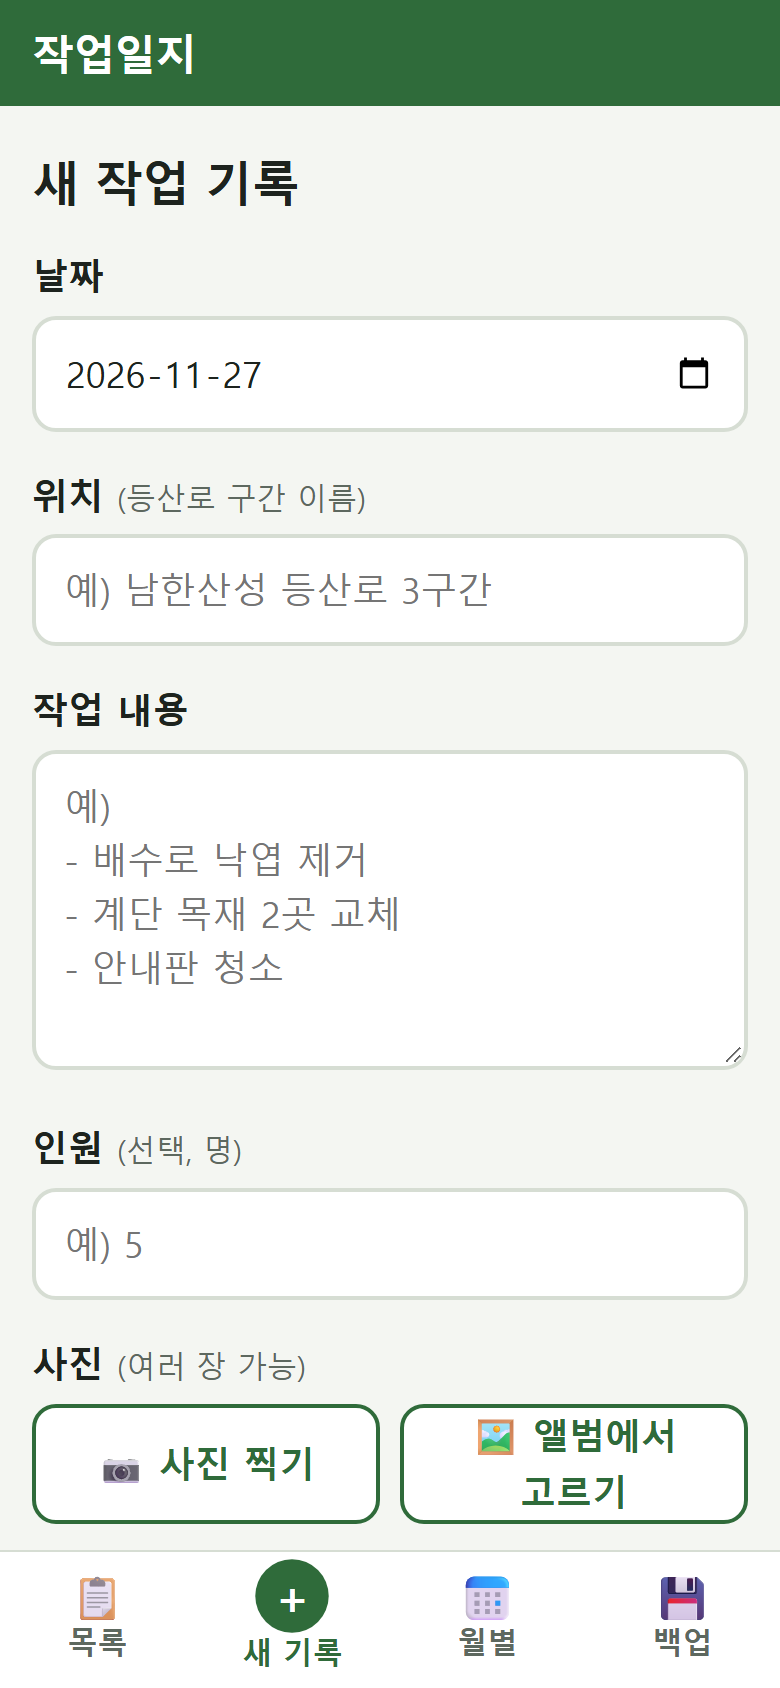 작업일지
새 작업 기록
날짜
2026-11-27
위치 (등산로 구간 이름)
예) 남한산성 등산로 3구간
작업 내용
예)
- 배수로 낙엽 제거
- 계단 목재 2곳 교체
- 안내판 청소
인원 (선택, 명)
예) 5
사진 (여러 장 가능)
📷 사진 찍기
🖼️ 앨범에서
고르기
목록
+
새 기록
월별
백업